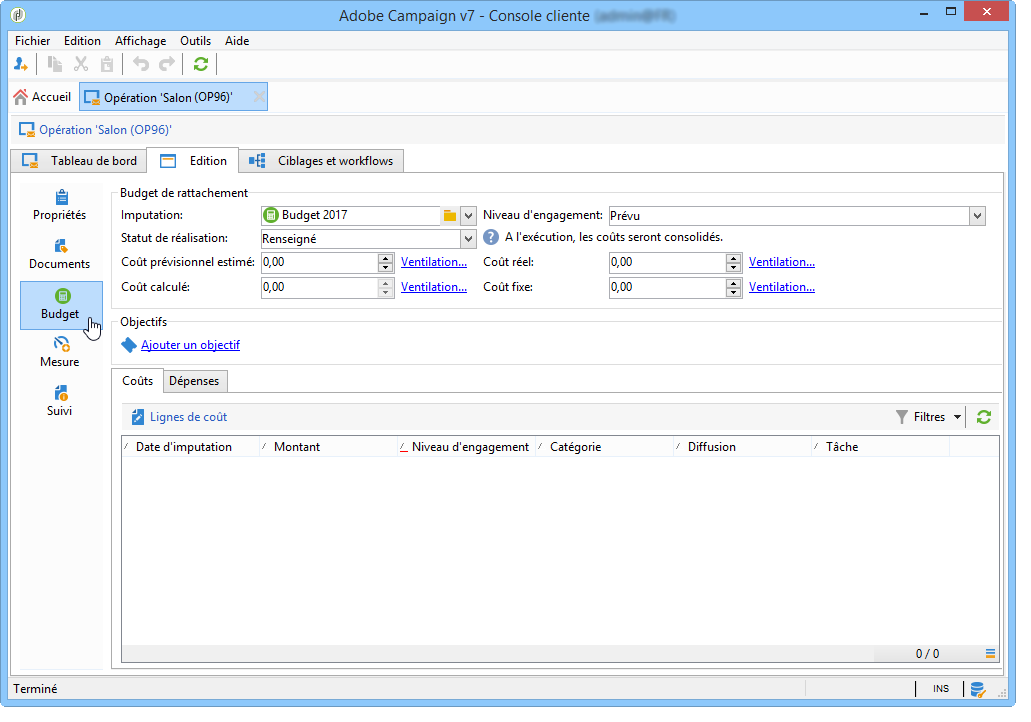 Adobe Campaign v7 - Console cliente
Fichier Edition Affichage Outils Aide
Accueil Opération 'Salon (OP96)'
Opération 'Salon (OP96)'
Tableau de bord Edition Ciblages et workflows
Propriétés
Documents
Budget
Mesure
Suivi
Budget de rattachement
Imputation: Budget 2017 Niveau d'engagement: Prévu
Statut de réalisation: Renseigné ? A l'exécution, les coûts seront consolidés.
Coût prévisionnel estimé: 0,00 Ventilation... Coût réel: 0,00 Ventilation...
Coût calculé: 0,00 Ventilation... Coût fixe: 0,00 Ventilation...
Objectifs
Ajouter un objectif
Coûts Dépenses
Lignes de coût Filtres
Date d'imputation Montant Niveau d'engagement Catégorie Diffusion Tâche
0 / 0
Terminé INS